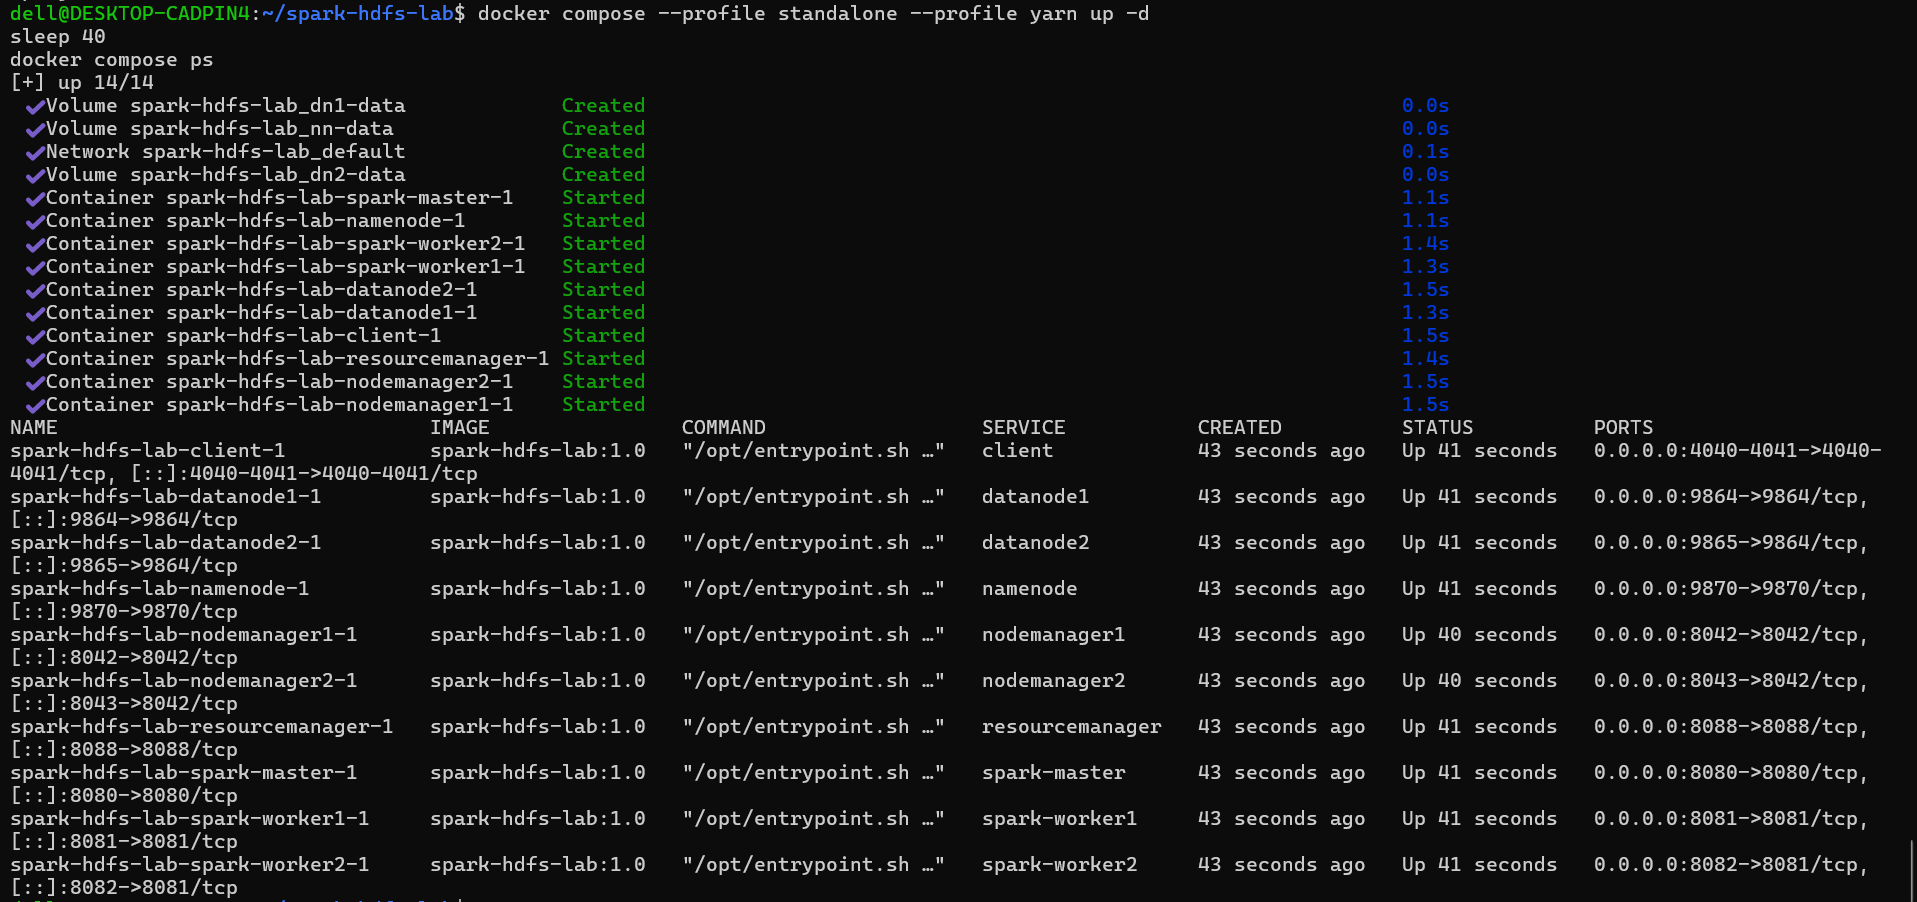 dell@DESKTOP-CADPIN4:~/spark-hdfs-lab$ docker compose --profile standalone --profile yarn up -d
sleep 40
docker compose ps
[+] up 14/14
✔Volume spark-hdfs-lab_dn1-data Created 0.0s
✔Volume spark-hdfs-lab_nn-data Created 0.0s
✔Network spark-hdfs-lab_default Created 0.1s
✔Volume spark-hdfs-lab_dn2-data Created 0.0s
✔Container spark-hdfs-lab-spark-master-1 Started 1.1s
✔Container spark-hdfs-lab-namenode-1 Started 1.1s
✔Container spark-hdfs-lab-spark-worker2-1 Started 1.4s
✔Container spark-hdfs-lab-spark-worker1-1 Started 1.3s
✔Container spark-hdfs-lab-datanode2-1 Started 1.5s
✔Container spark-hdfs-lab-datanode1-1 Started 1.3s
✔Container spark-hdfs-lab-client-1 Started 1.5s
✔Container spark-hdfs-lab-resourcemanager-1 Started 1.4s
✔Container spark-hdfs-lab-nodemanager2-1 Started 1.5s
✔Container spark-hdfs-lab-nodemanager1-1 Started 1.5s
NAME IMAGE COMMAND SERVICE CREATED STATUS PORTS
spark-hdfs-lab-client-1 spark-hdfs-lab:1.0 "/opt/entrypoint.sh …" client 43 seconds ago Up 41 seconds 0.0.0.0:4040-4041->4040-
4041/tcp, [::]:4040-4041->4040-4041/tcp
spark-hdfs-lab-datanode1-1 spark-hdfs-lab:1.0 "/opt/entrypoint.sh …" datanode1 43 seconds ago Up 41 seconds 0.0.0.0:9864->9864/tcp,
[::]:9864->9864/tcp
spark-hdfs-lab-datanode2-1 spark-hdfs-lab:1.0 "/opt/entrypoint.sh …" datanode2 43 seconds ago Up 41 seconds 0.0.0.0:9865->9864/tcp,
[::]:9865->9864/tcp
spark-hdfs-lab-namenode-1 spark-hdfs-lab:1.0 "/opt/entrypoint.sh …" namenode 43 seconds ago Up 41 seconds 0.0.0.0:9870->9870/tcp,
[::]:9870->9870/tcp
spark-hdfs-lab-nodemanager1-1 spark-hdfs-lab:1.0 "/opt/entrypoint.sh …" nodemanager1 43 seconds ago Up 40 seconds 0.0.0.0:8042->8042/tcp,
[::]:8042->8042/tcp
spark-hdfs-lab-nodemanager2-1 spark-hdfs-lab:1.0 "/opt/entrypoint.sh …" nodemanager2 43 seconds ago Up 40 seconds 0.0.0.0:8043->8042/tcp,
[::]:8043->8042/tcp
spark-hdfs-lab-resourcemanager-1 spark-hdfs-lab:1.0 "/opt/entrypoint.sh …" resourcemanager 43 seconds ago Up 41 seconds 0.0.0.0:8088->8088/tcp,
[::]:8088->8088/tcp
spark-hdfs-lab-spark-master-1 spark-hdfs-lab:1.0 "/opt/entrypoint.sh …" spark-master 43 seconds ago Up 41 seconds 0.0.0.0:8080->8080/tcp,
[::]:8080->8080/tcp
spark-hdfs-lab-spark-worker1-1 spark-hdfs-lab:1.0 "/opt/entrypoint.sh …" spark-worker1 43 seconds ago Up 41 seconds 0.0.0.0:8081->8081/tcp,
[::]:8081->8081/tcp
spark-hdfs-lab-spark-worker2-1 spark-hdfs-lab:1.0 "/opt/entrypoint.sh …" spark-worker2 43 seconds ago Up 41 seconds 0.0.0.0:8082->8081/tcp,
[::]:8082->8081/tcp